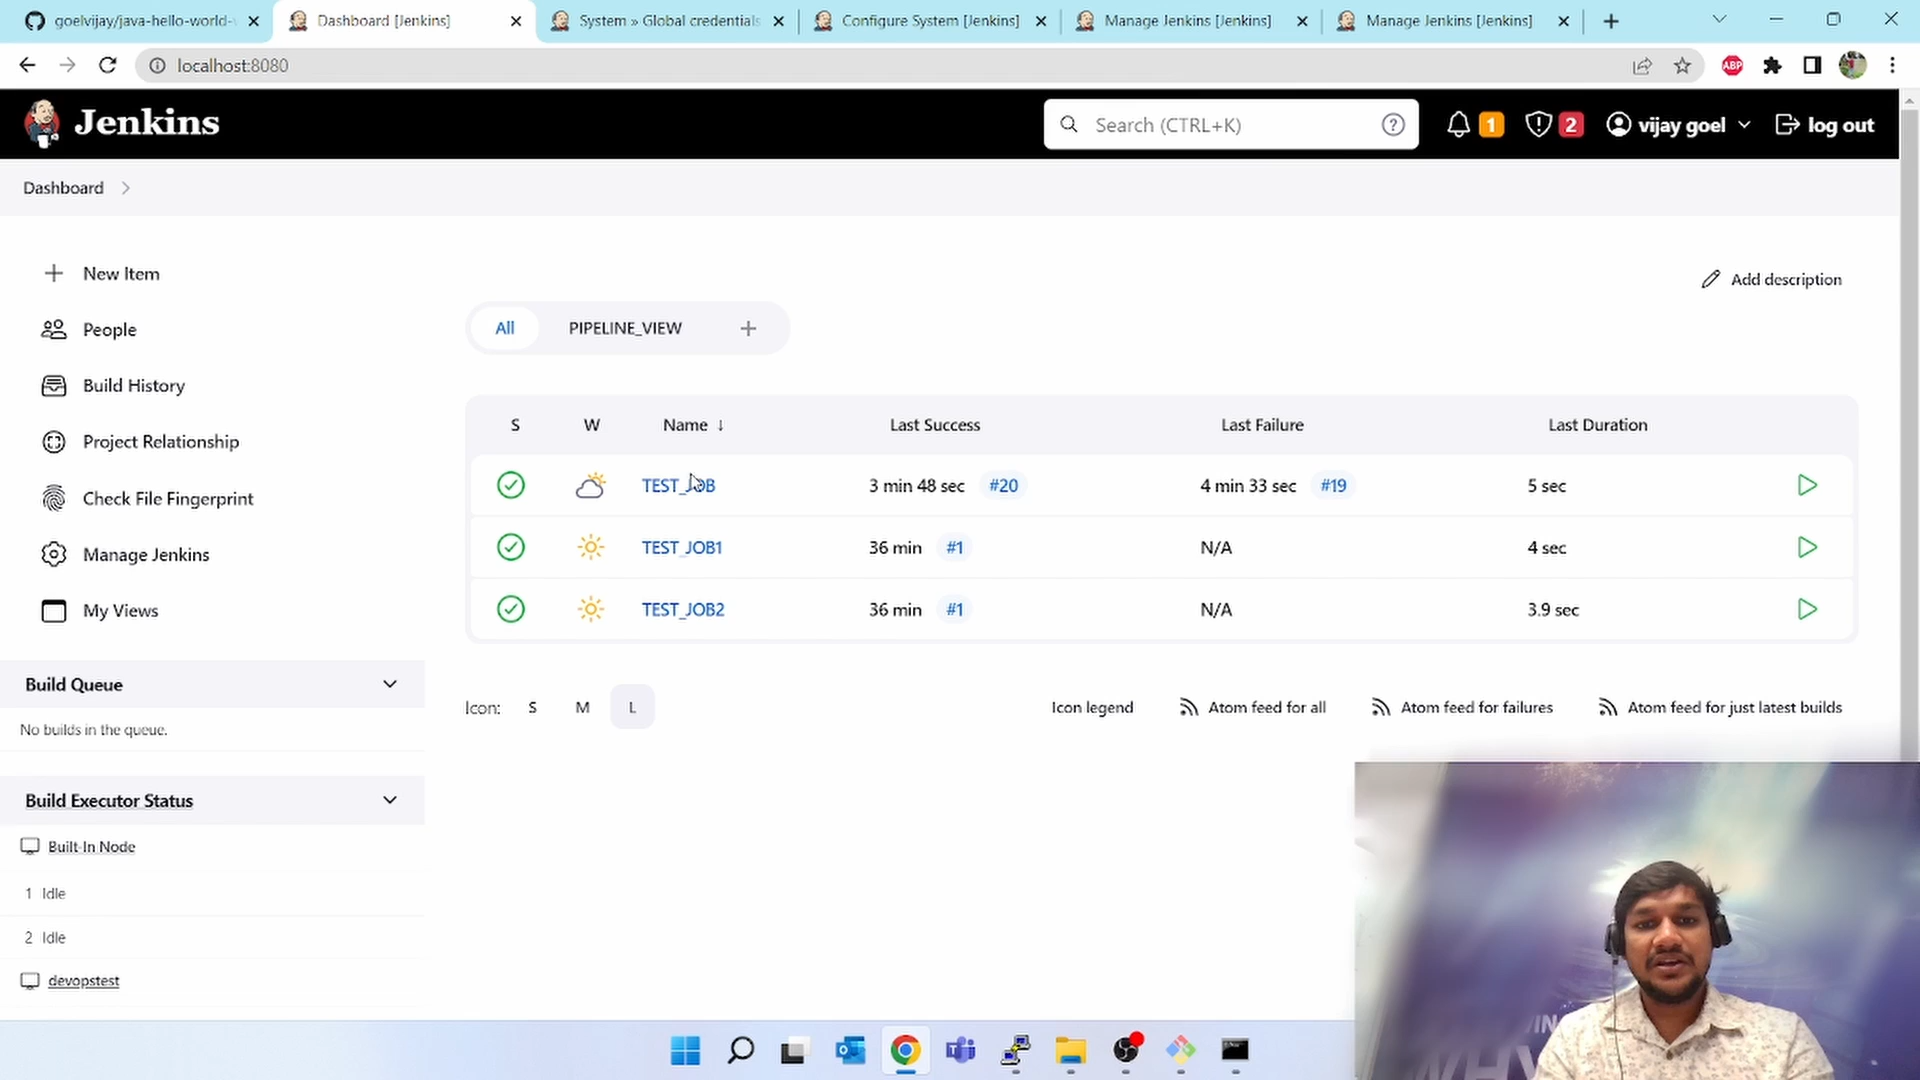 goelvijay/java-hello-world-
Dashboard [Jenkins]
System » Global credentials
Configure System [Jenkins]
Manage Jenkins [Jenkins]
Manage Jenkins [Jenkins]
localhost:8080
ABP
Jenkins
Search (CTRL+K)
1
2
vijay goel
log out
Dashboard
New Item
People
Build History
Project Relationship
Check File Fingerprint
Manage Jenkins
My Views
Add description
All PIPELINE_VIEW +
S W Name ↓ Last Success Last Failure Last Duration
TEST_JOB 3 min 48 sec #20 4 min 33 sec #19 5 sec
TEST_JOB1 36 min #1 N/A 4 sec
TEST_JOB2 36 min #1 N/A 3.9 sec
Icon: S M L
Icon legend
Atom feed for all
Atom feed for failures
Atom feed for just latest builds
Build Queue
No builds in the queue.
Build Executor Status
Built-In Node
1 Idle
2 Idle
devopstest